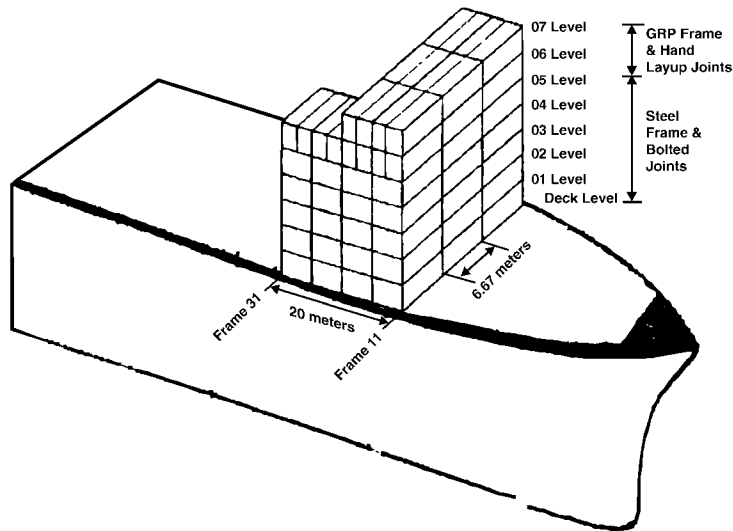 07 Level
06 Level
05 Level
04 Level
03 Level
02 Level
01 Level
Deck Level
GRP Frame
& Hand
Layup Joints
Steel
Frame &
Bolted
Joints
6.67 meters
20 meters
Frame 31
Frame 11